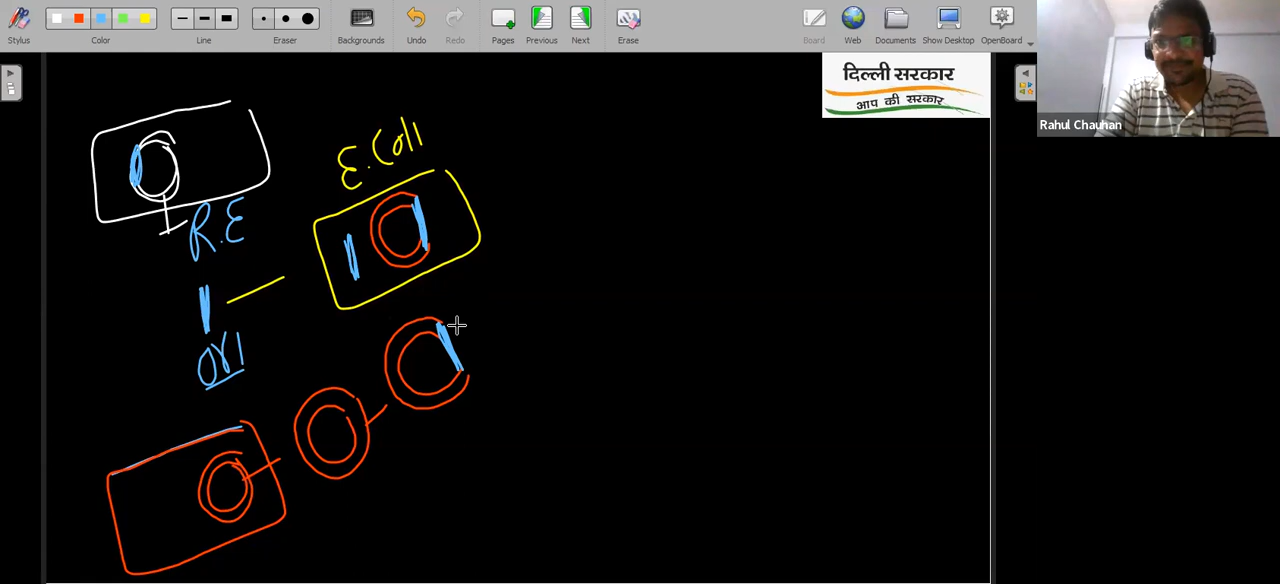 Stylus
Color
Line
Eraser
Backgrounds
Undo
Redo
Pages
Previous
Next
Erase
Board
Web
Documents
Show Desktop
OpenBoard
Rahul Chauhan
दिल्ली सरकार
आप की सरकार
E.Coli
R.E
ori